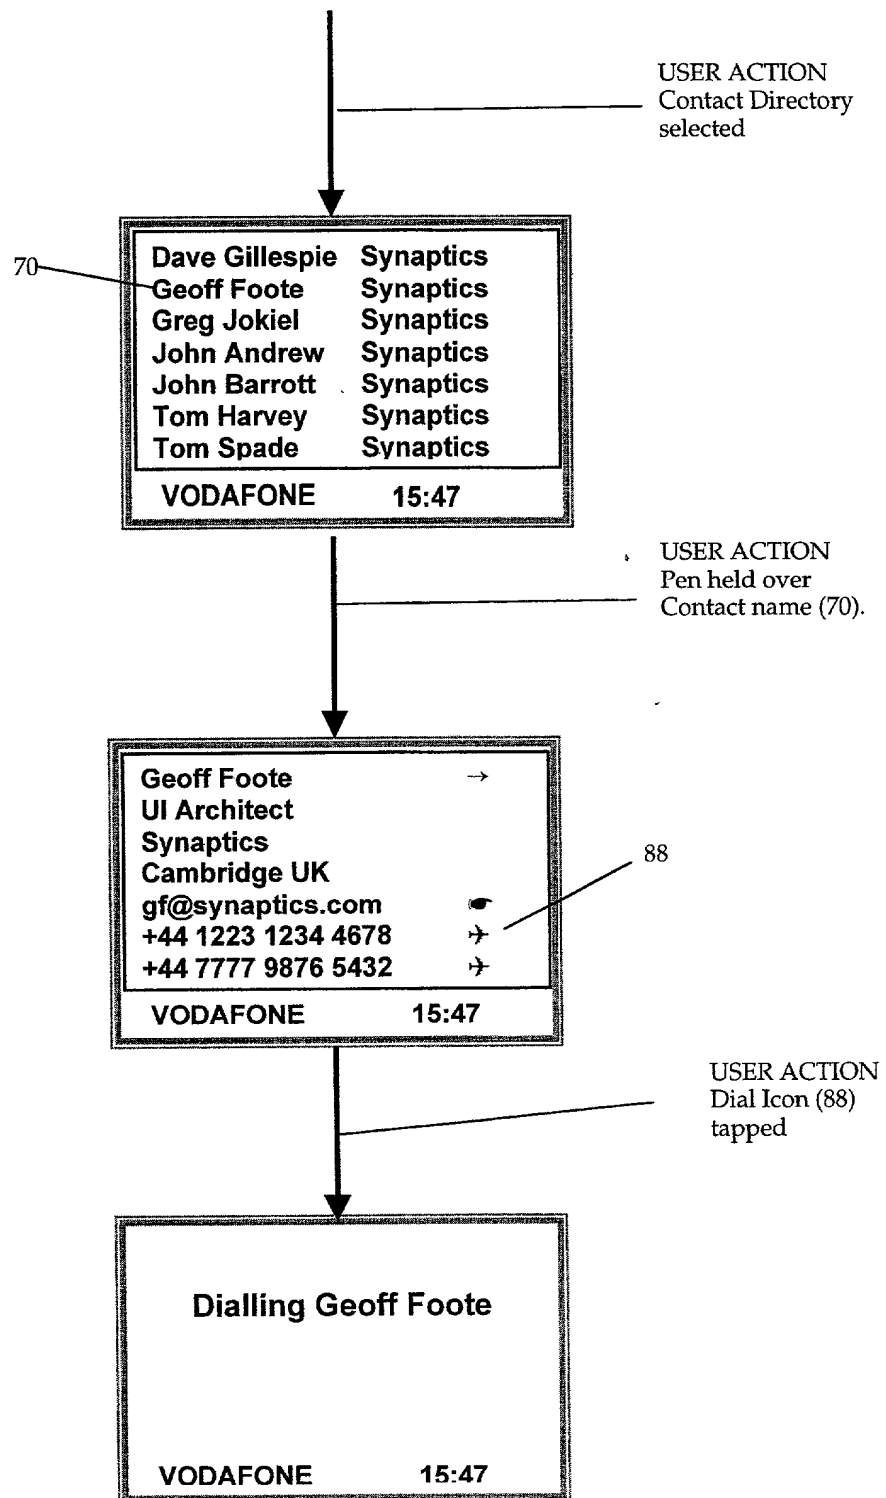 USER ACTION
Contact Directory
selected
70
Dave Gillespie Synaptics
Geoff Foote Synaptics
Greg Jokiel Synaptics
John Andrew Synaptics
John Barrott Synaptics
Tom Harvey Synaptics
Tom Spade Synaptics
VODAFONE 15:47
USER ACTION
Pen held over
Contact name (70).
Geoff Foote →
UI Architect
Synaptics
Cambridge UK
gf@synaptics.com
+44 1223 1234 4678
+44 7777 9876 5432
88
VODAFONE 15:47
USER ACTION
Dial Icon (88)
tapped
Dialling Geoff Foote
VODAFONE 15:47